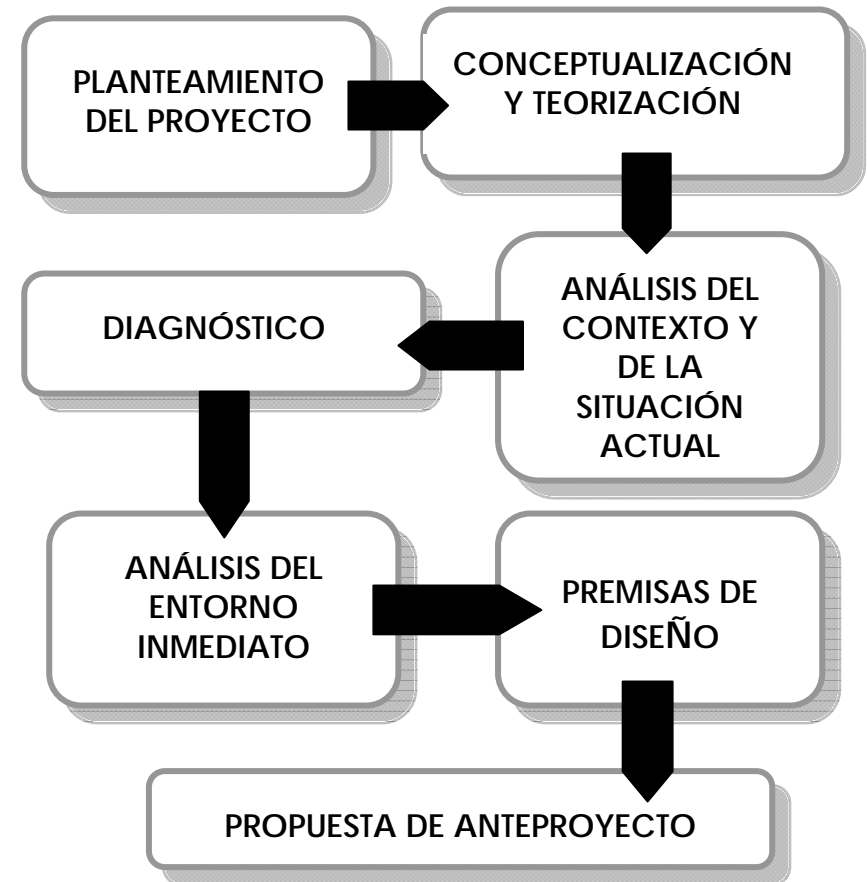 PLANTEAMIENTO
DEL PROYECTO
CONCEPTUALIZACIÓN
Y TEORIZACIÓN
ANÁLISIS DEL
CONTEXTO Y
DE LA
SITUACIÓN
ACTUAL
DIAGNÓSTICO
ANÁLISIS DEL
ENTORNO
INMEDIATO
PREMISAS DE
DISEÑO
PROPUESTA DE ANTEPROYECTO